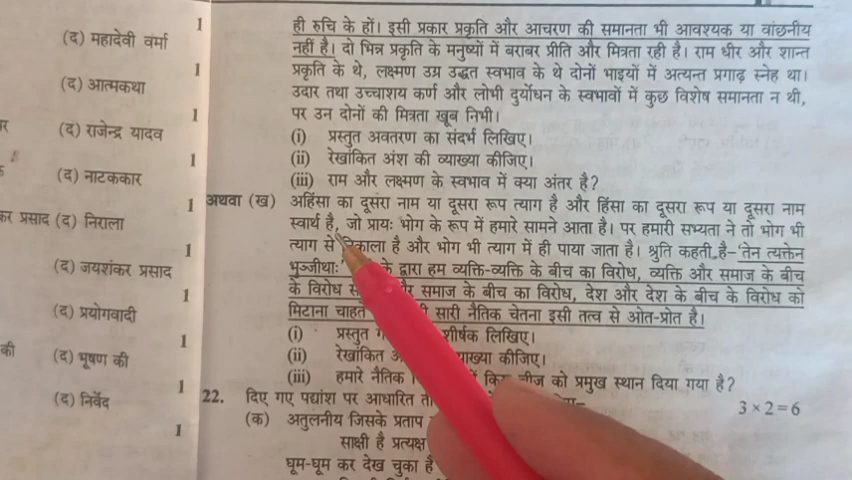 (द) महादेवी वर्मा
1
(द) आत्मकथा
1
(द) राजेन्द्र यादव
1
(द) नाटककार
1
कर प्रसाद (द) निराला
1
(द) जयशंकर प्रसाद
1
(द) प्रयोगवादी
1
की
(द) भूषण की
1
(द) निर्वेद
1
1
ही रुचि के हों। इसी प्रकार प्रकृति और आचरण की समानता भी आवश्यक या वांछनीय
नहीं है। दो भिन्न प्रकृति के मनुष्यों में बराबर प्रीति और मित्रता रही है। राम धीर और शान्त
प्रकृति के थे, लक्ष्मण उग्र उद्धत स्वभाव के थे दोनों भाइयों में अत्यन्त प्रगाढ़ स्नेह था।
उदार तथा उच्चाशय कर्ण और लोभी दुर्योधन के स्वभावों में कुछ विशेष समानता न थी,
पर उन दोनों की मित्रता खूब निभी।
(i) प्रस्तुत अवतरण का संदर्भ लिखिए।
(ii) रेखांकित अंश की व्याख्या कीजिए।
(iii) राम और लक्ष्मण के स्वभाव में क्या अंतर है?
अथवा (ख) अहिंसा का दूसरा नाम या दूसरा रूप त्याग है और हिंसा का दूसरा रूप या दूसरा नाम
स्वार्थ है, जो प्रायः भोग के रूप में हमारे सामने आता है। पर हमारी सभ्यता ने तो भोग भी
त्याग से है और भोग भी त्याग में ही पाया जाता है। श्रुति कहती है–'तेन त्यक्तेन
भुञ्जीथाः के द्वारा हम व्यक्ति-व्यक्ति के बीच का विरोध, व्यक्ति और समाज के बीच
के विरोध समाज के बीच का विरोध, देश और देश के बीच के विरोध को
मिटाना सारी नैतिक चेतना इसी तत्व से ओत-प्रोत है।
(i) प्रस्तुत शीर्षक लिखिए।
(ii) रेखांकित कीजिए।
(iii) हमारे नैतिक को प्रमुख स्थान दिया गया है?
22. दिए गए पद्यांश पर आधारित
3 × 2 = 6
(क) अतुलनीय जिसके प्रताप
साक्षी है प्रत्यक्ष
घूम-घूम कर देख चुका है